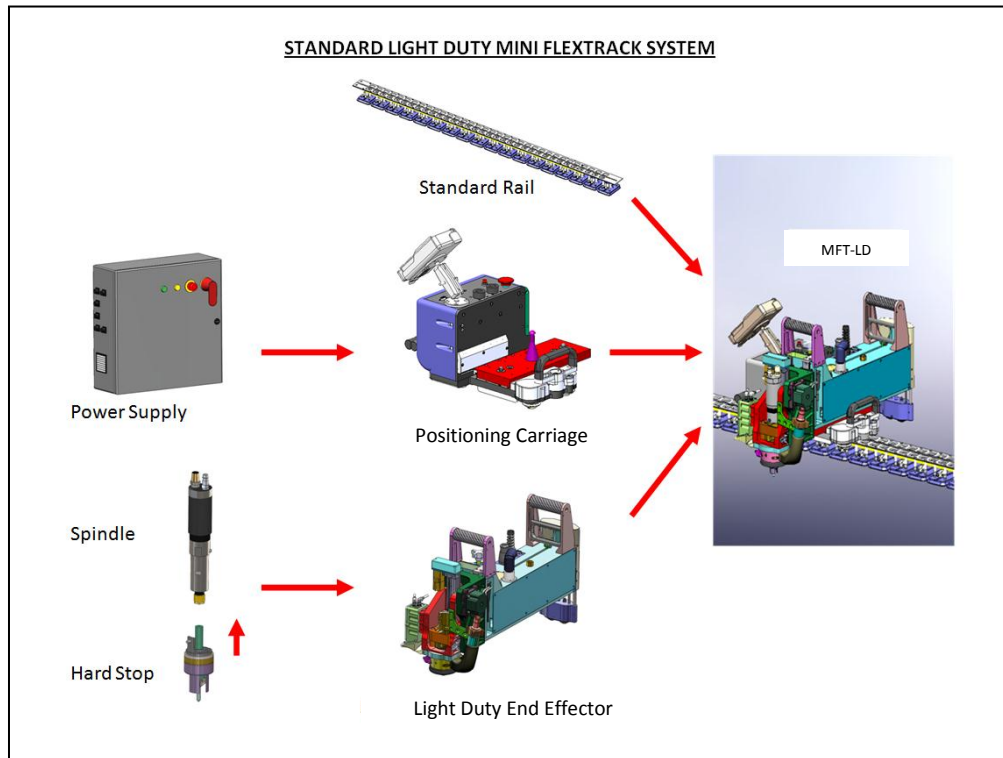 STANDARD LIGHT DUTY MINI FLEXTRACK SYSTEM
Standard Rail
MFT-LD
Power Supply
Positioning Carriage
Spindle
Hard Stop
Light Duty End Effector